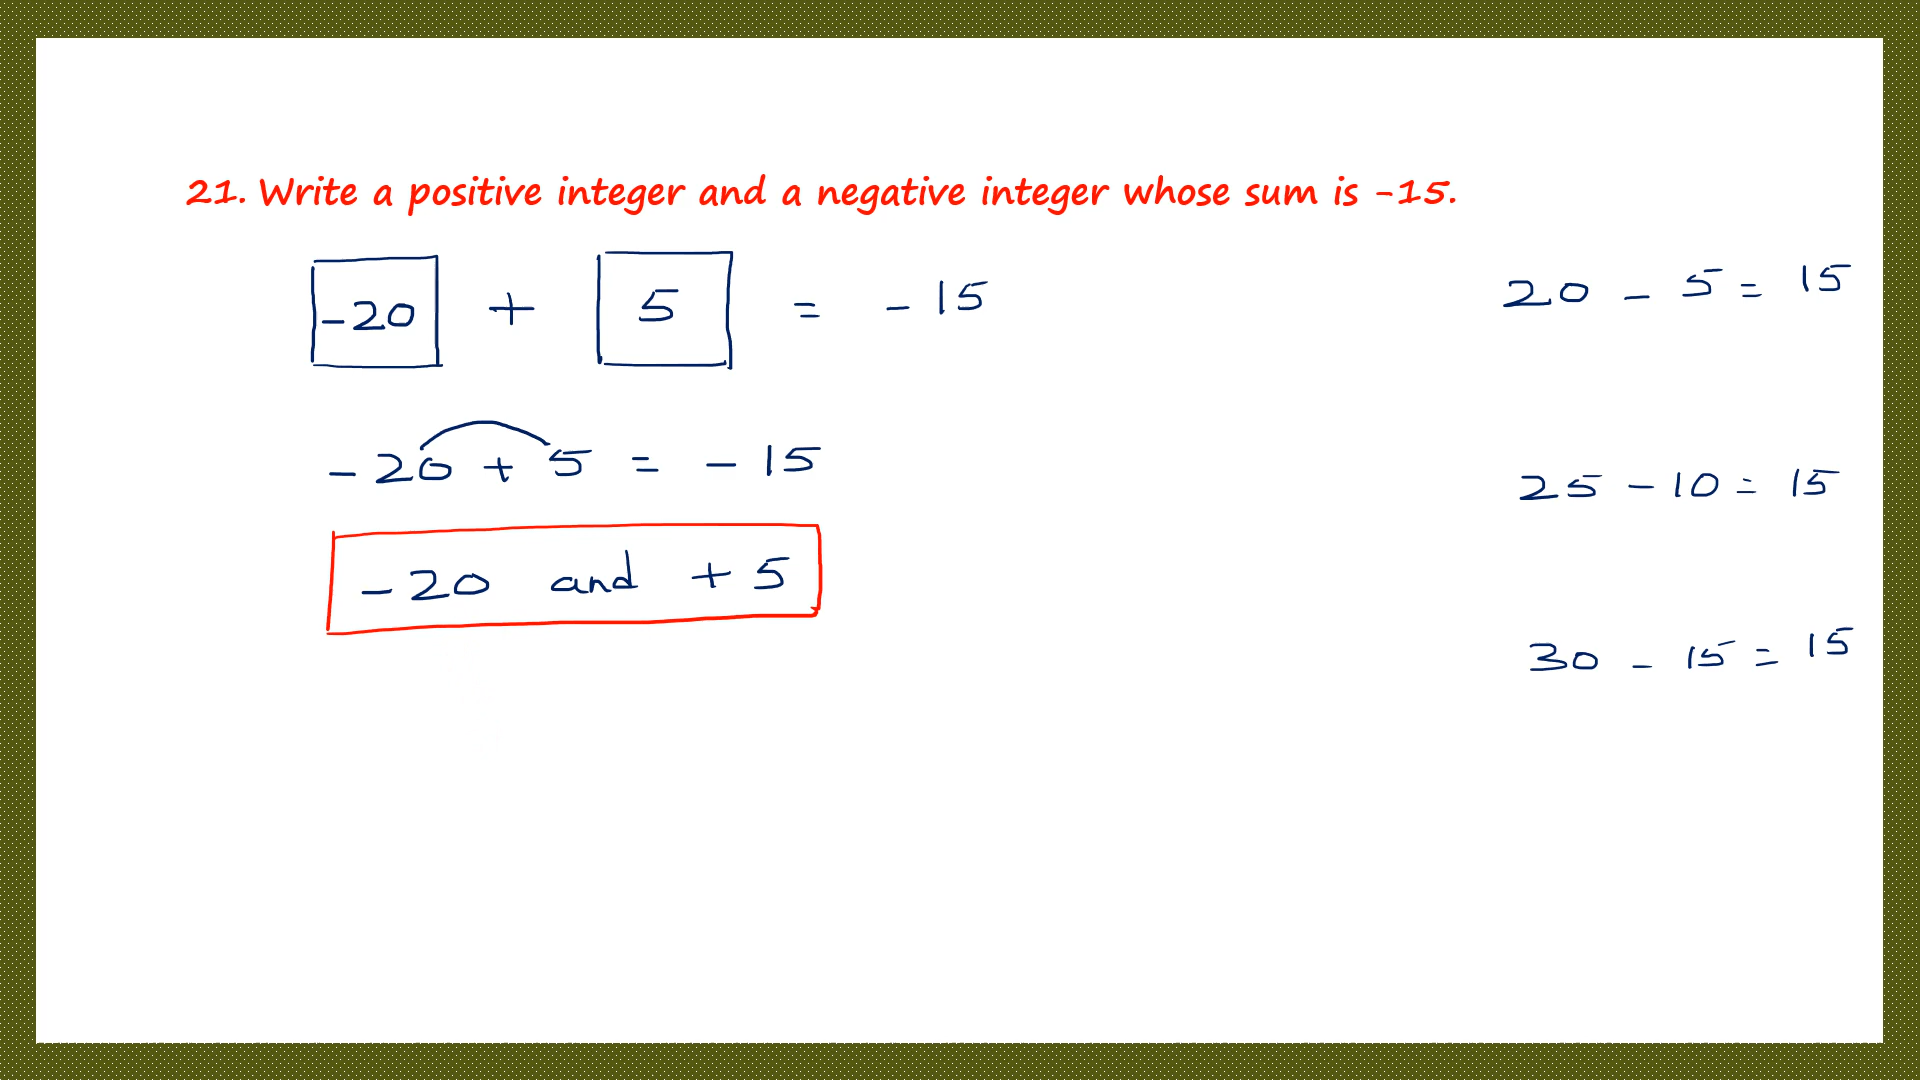 21. Write a positive integer and a negative integer whose sum is -15.
-20 + 5 = -15
-20 + 5 = -15
-20 and +5
20 - 5 = 15
25 - 10 = 15
30 - 15 = 15